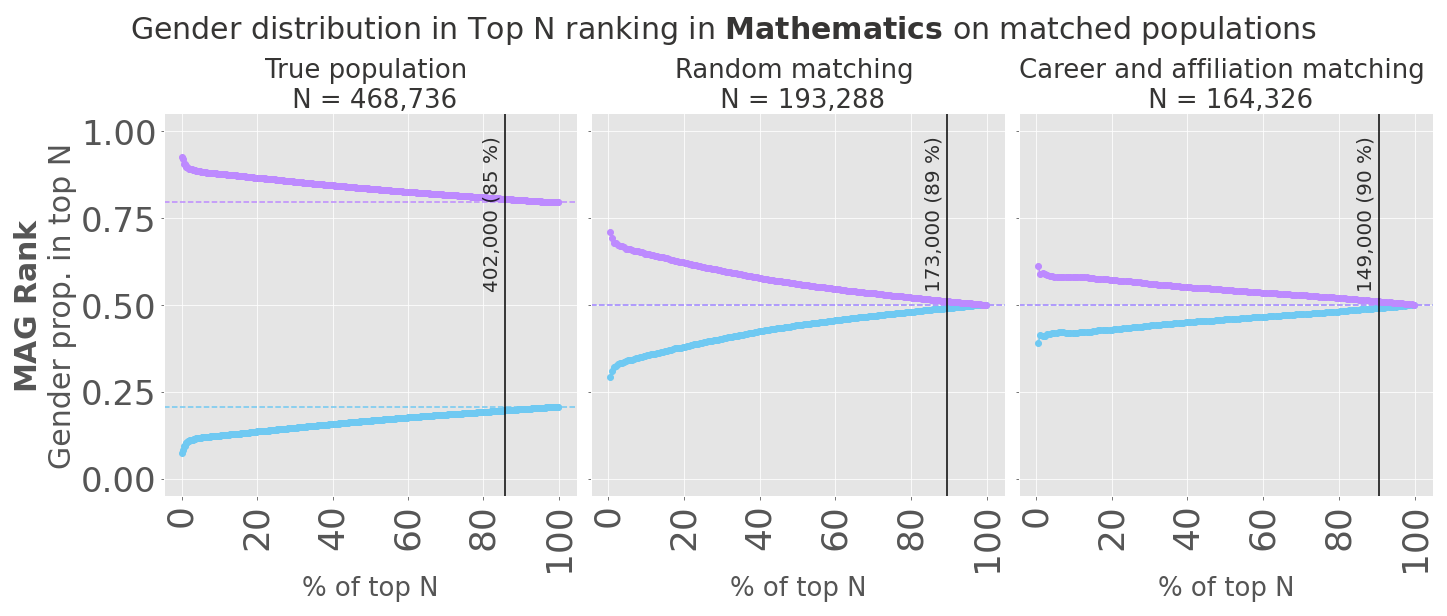 Gender distribution in Top N ranking in Mathematics on matched populations
True population
N = 468,736
Random matching
N = 193,288
Career and affiliation matching
N = 164,326
MAG Rank
Gender prop. in top N
1.00
0.75
0.50
0.25
0.00
402,000 (85 %)
173,000 (89 %)
149,000 (90 %)
0
20
40
60
80
100
0
20
40
60
80
100
0
20
40
60
80
100
% of top N
% of top N
% of top N